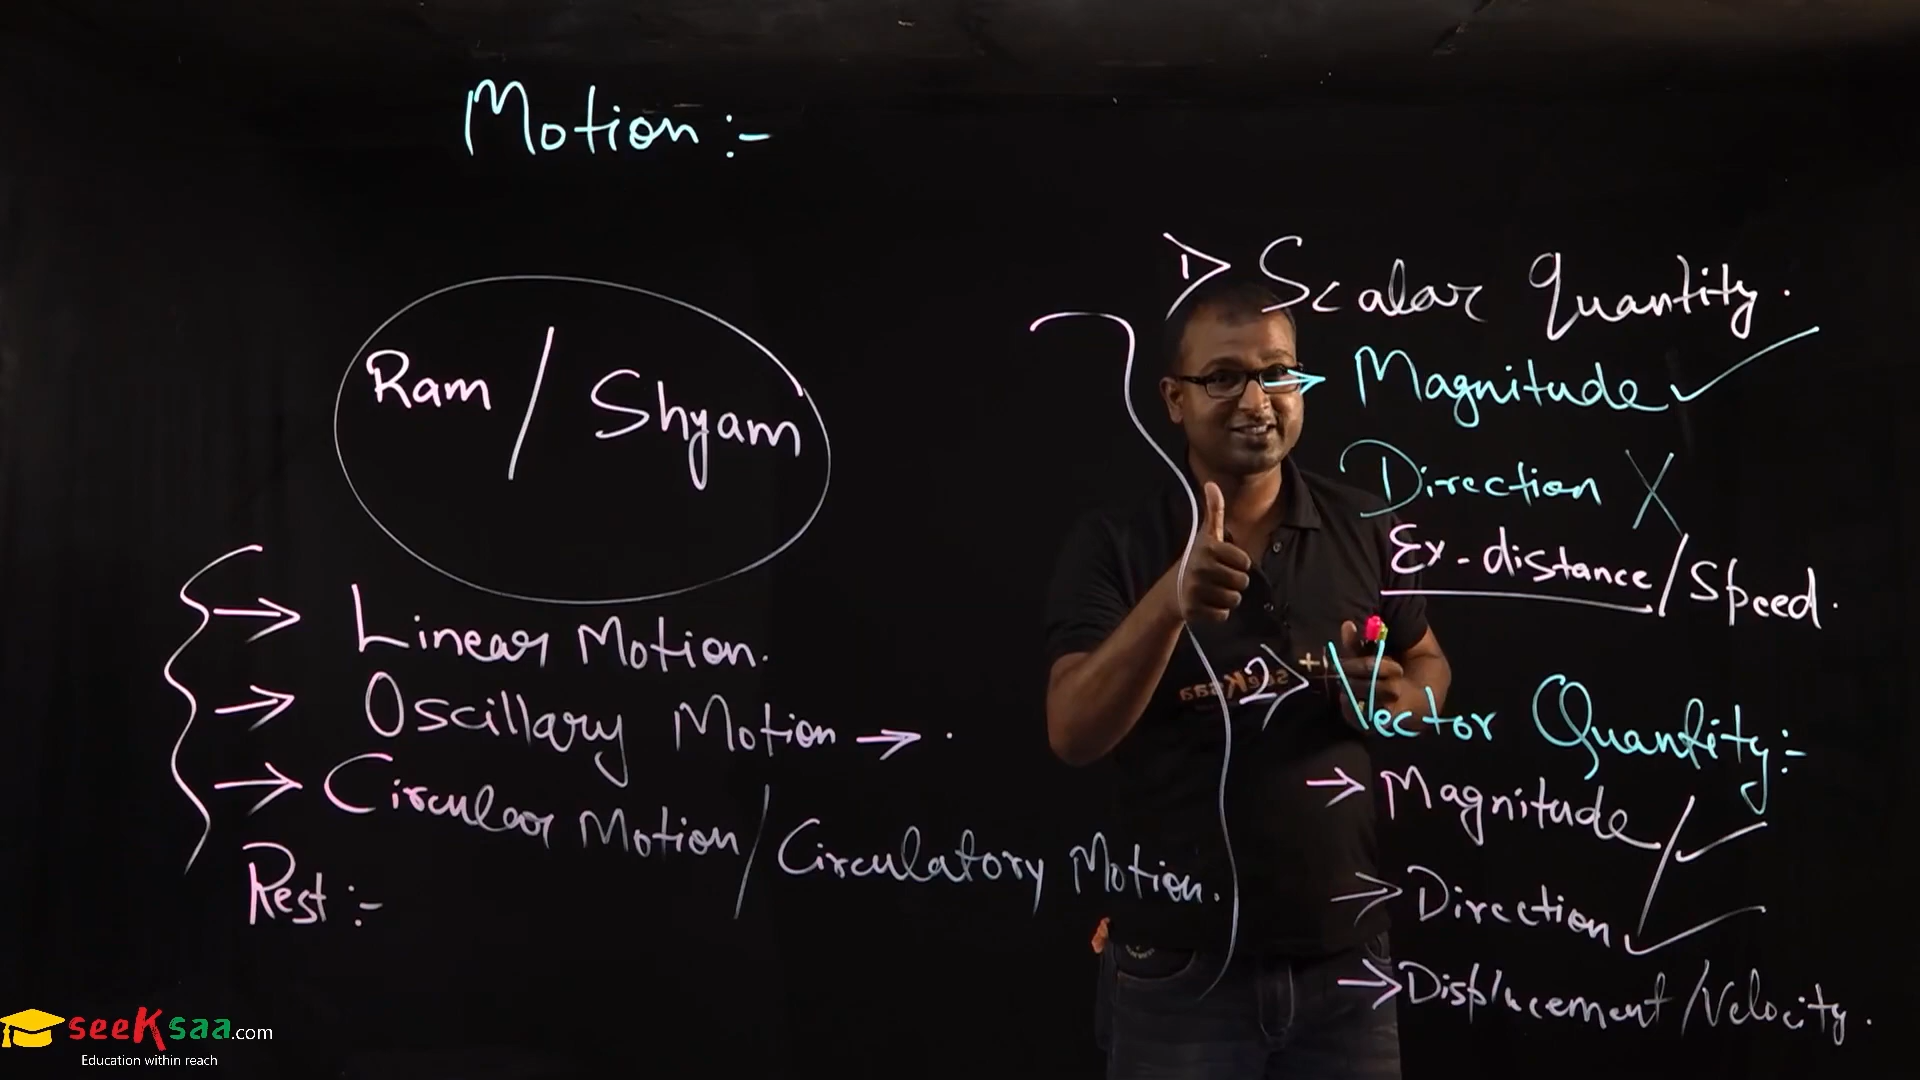 Motion :-
Ram / Shyam
→ Linear Motion.
→ Oscillary Motion → .
→ Circular Motion / Circulatory Motion.
Rest :-
1> Scalar Quantity.
→ Magnitude ✓
Direction X
Ex - distance / Speed.
2> Vector Quantity :-
→ Magnitude / ✓
→ Direction ✓
→ Displacement / Velocity.
seeKsaa
seeKsaa.com
Education within reach